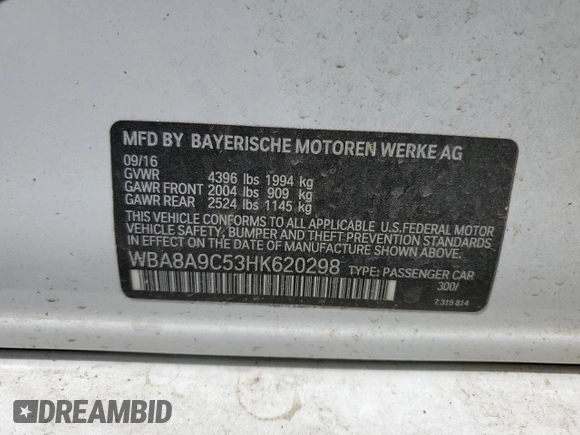 MFD BY BAYERISCHE MOTOREN WERKE AG
09/16
GVWR 4396 lbs 1994 kg
GAWR FRONT 2004 lbs 909 kg
GAWR REAR 2524 lbs 1145 kg
THIS VEHICLE CONFORMS TO ALL APPLICABLE U.S.FEDERAL MOTOR
VEHICLE SAFETY, BUMPER AND THEFT PREVENTION STANDARDS
IN EFFECT ON THE DATE OF MANUFACTURE SHOWN ABOVE.
WBA8A9C53HK620298 TYPE: PASSENGER CAR
300/
7 315 814
DREAMBID